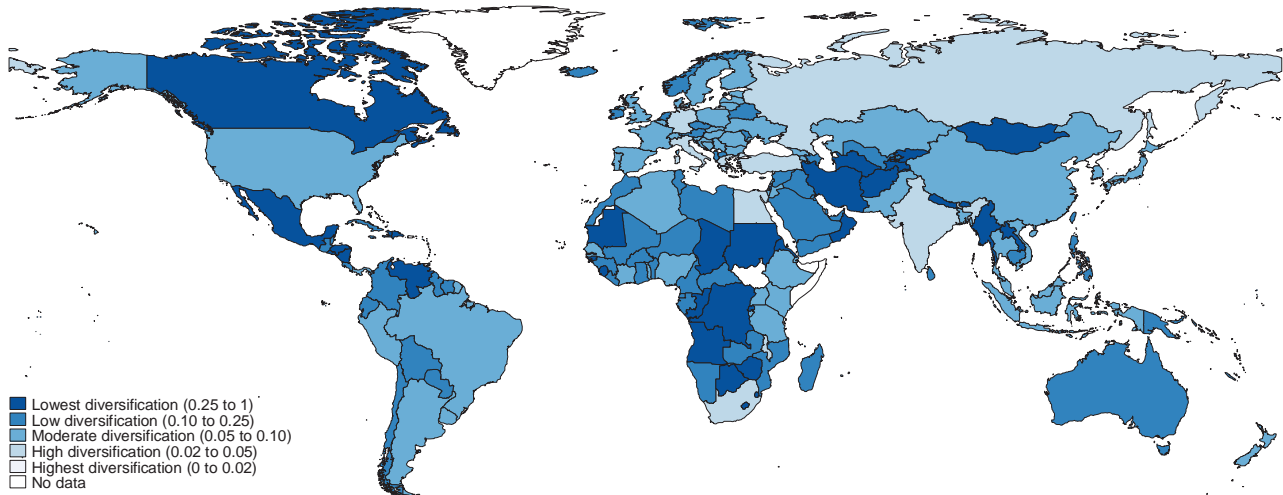 Lowest diversification (0.25 to 1)
Low diversification (0.10 to 0.25)
Moderate diversification (0.05 to 0.10)
High diversification (0.02 to 0.05)
Highest diversification (0 to 0.02)
No data